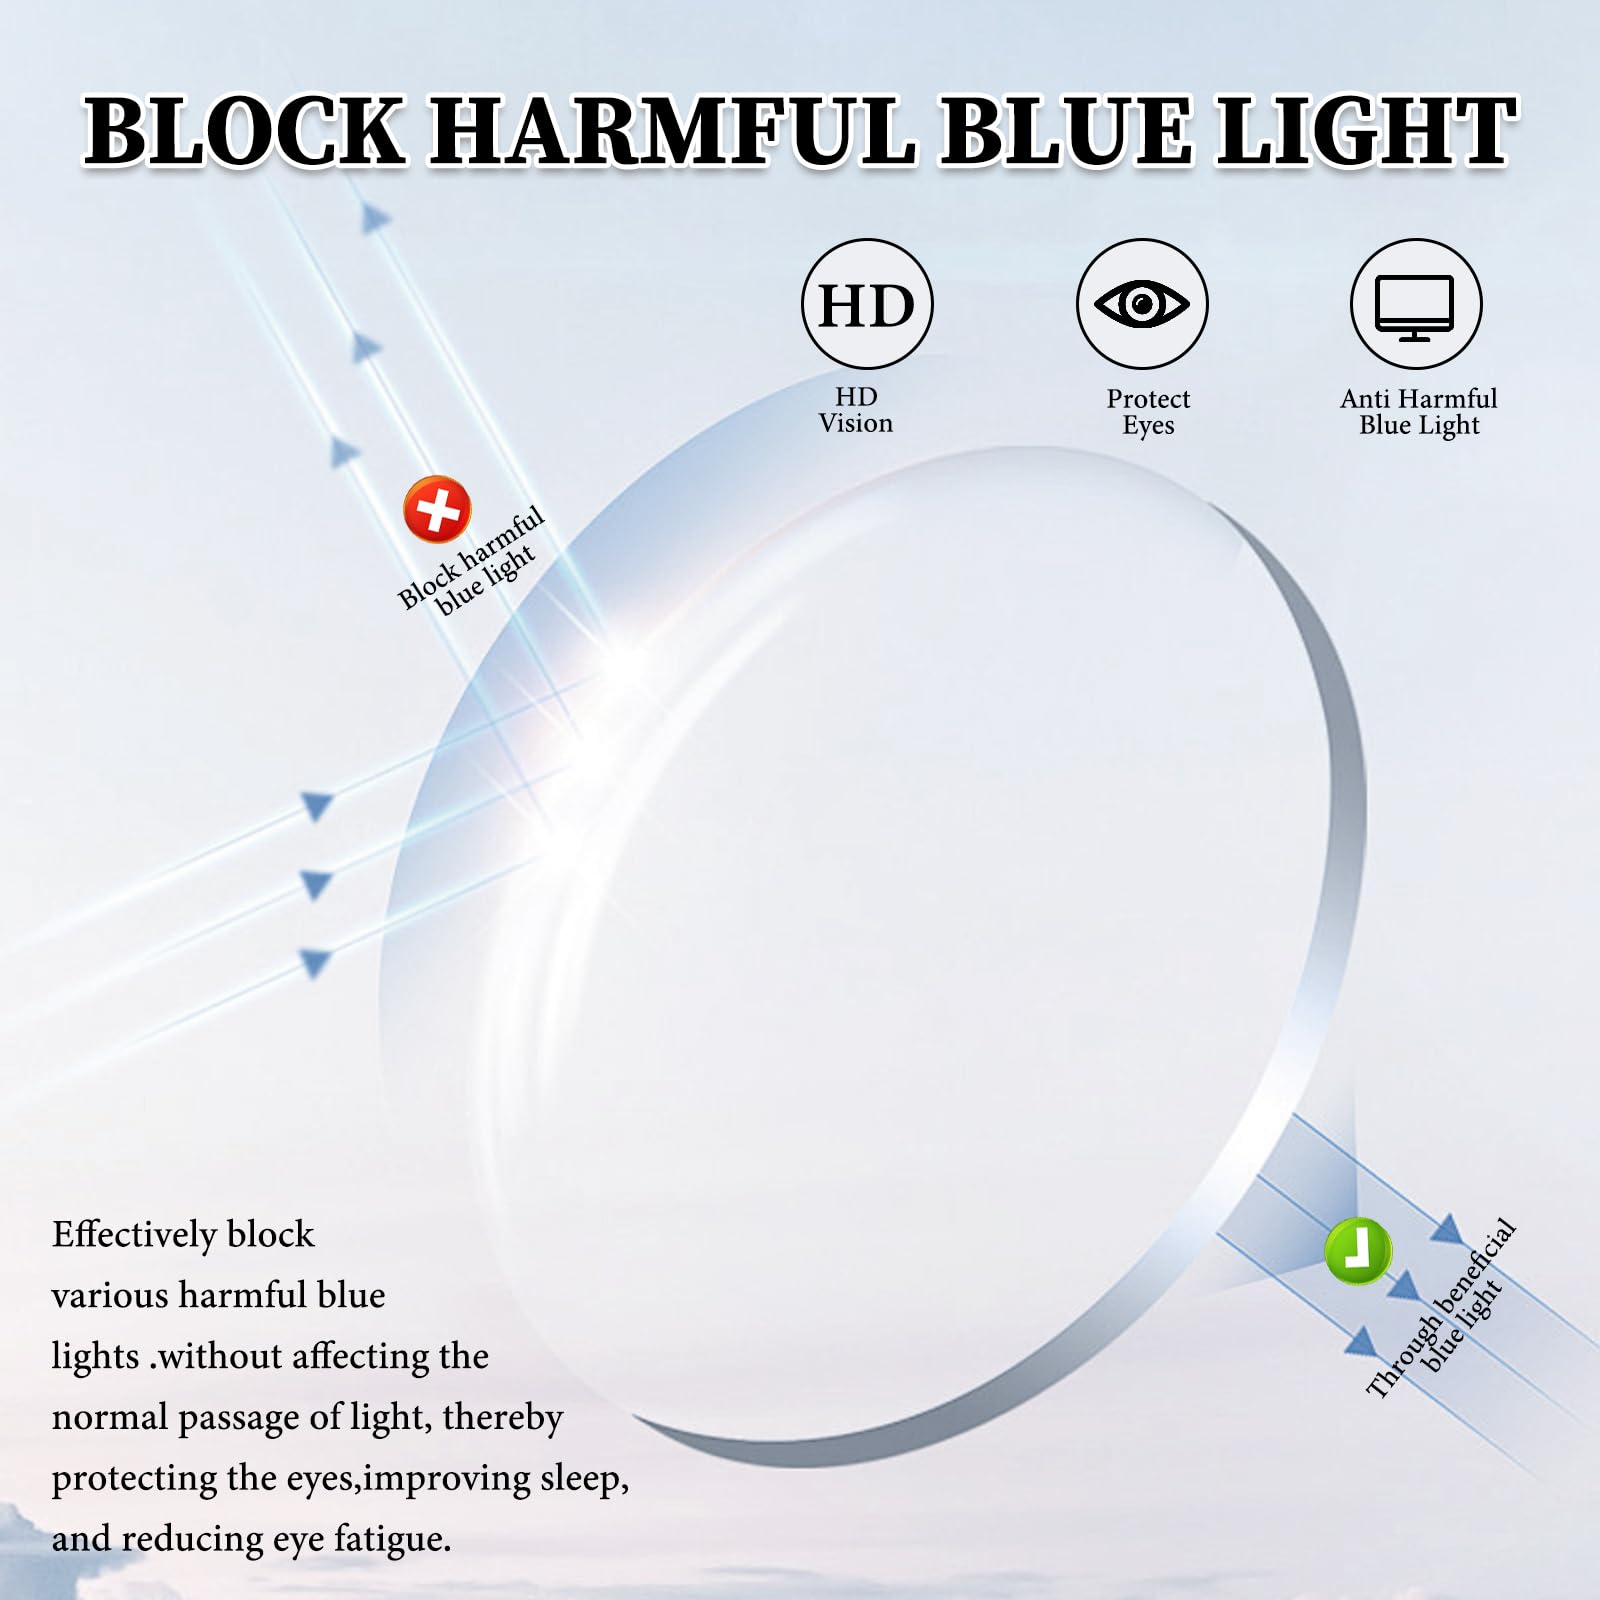 BLOCK HARMFUL BLUE LIGHT
HD
HD
Vision
Protect
Eyes
Anti Harmful
Blue Light
Block harmful
blue light
Through beneficial
blue light
Effectively block
various harmful blue
lights .without affecting the
normal passage of light, thereby
protecting the eyes,improving sleep,
and reducing eye fatigue.